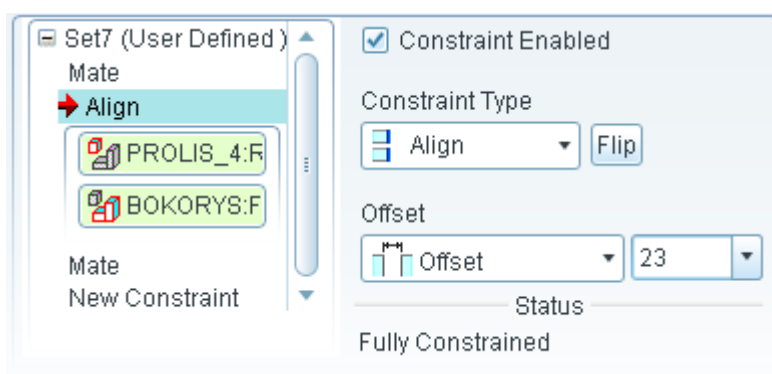 Set7 (User Defined )
Mate
Align
PROLIS_4:R
BOKORYS:F
Mate
New Constraint
Constraint Enabled
Constraint Type
Align
Flip
Offset
Offset
23
Status
Fully Constrained